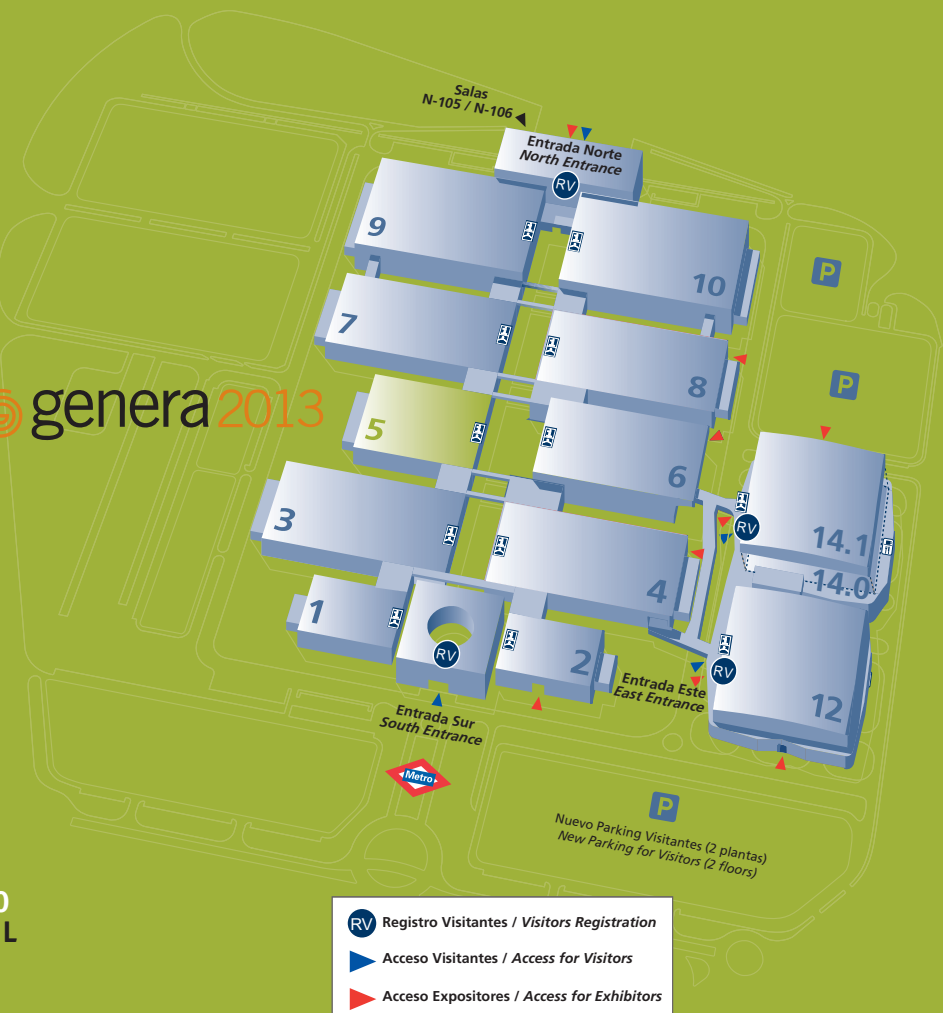 Salas
N-105 / N-106
Entrada Norte
North Entrance
RV
9
10
7
8
P
P
genera 2013
5
6
3
4
14.1
RV
14.0
1
RV
2
12
RV
Entrada Este
East Entrance
Entrada Sur
South Entrance
Metro
P
Nuevo Parking Visitantes (2 plantas)
New Parking for Visitors (2 floors)
0
L
RV Registro Visitantes / Visitors Registration
Acceso Visitantes / Access for Visitors
Acceso Expositores / Access for Exhibitors